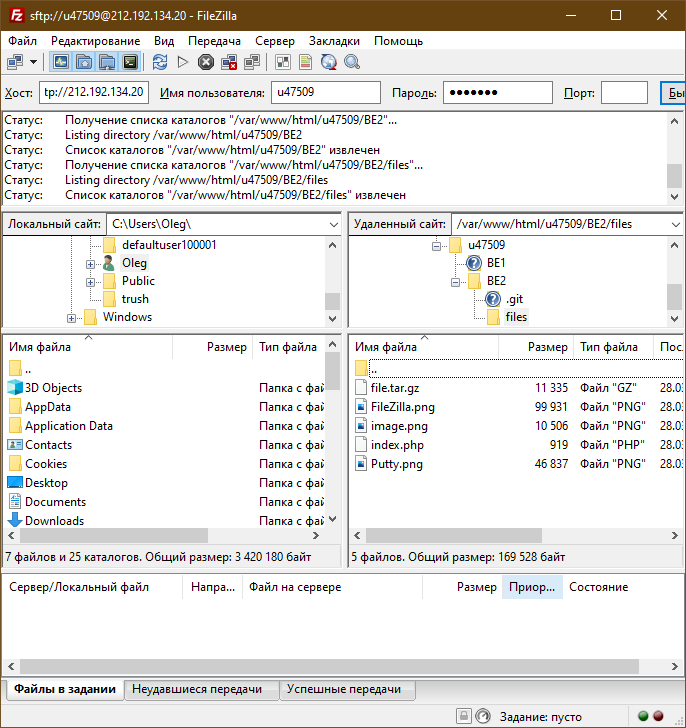 sftp://u47509@212.192.134.20 - FileZilla
Файл Редактирование Вид Передача Сервер Закладки Помощь
Хост: tp://212.192.134.20 Имя пользователя: u47509 Пароль: ●●●●●●● Порт: Бы
Статус: Получение списка каталогов "/var/www/html/u47509/BE2"...
Статус: Listing directory /var/www/html/u47509/BE2
Статус: Список каталогов "/var/www/html/u47509/BE2" извлечен
Статус: Получение списка каталогов "/var/www/html/u47509/BE2/files"...
Статус: Listing directory /var/www/html/u47509/BE2/files
Статус: Список каталогов "/var/www/html/u47509/BE2/files" извлечен
Локальный сайт: C:\Users\Oleg\
defaultuser100001
Oleg
Public
trush
Windows
Удаленный сайт: /var/www/html/u47509/BE2/files
u47509
BE1
BE2
.git
files
Имя файла Размер Тип файла
..
3D Objects Папка с фай
AppData Папка с фай
Application Data Папка с фай
Contacts Папка с фай
Cookies Папка с фай
Desktop Папка с фай
Documents Папка с фай
Downloads Папка с фай
7 файлов и 25 каталогов. Общий размер: 3 420 180 байт
Имя файла Размер Тип файла Пос.
..
file.tar.gz 11 335 Файл "GZ" 28.03
FileZilla.png 99 931 Файл "PNG" 28.03
image.png 10 506 Файл "PNG" 28.03
index.php 919 Файл "PHP" 28.03
Putty.png 46 837 Файл "PNG" 28.03
5 файлов. Общий размер: 169 528 байт
Сервер/Локальный файл Напра... Файл на сервере Размер Приор... Состояние
Файлы в задании Неудавшиеся передачи Успешные передачи
Задание: пусто